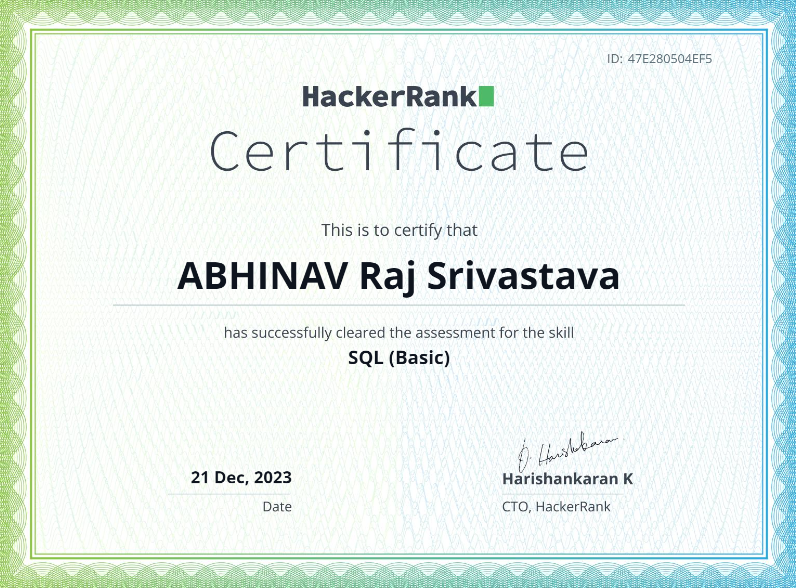 ID: 47E280504EF5
HackerRank
Certificate
This is to certify that
ABHINAV Raj Srivastava
has successfully cleared the assessment for the skill
SQL (Basic)
21 Dec, 2023
Date
D. Harishankaran
Harishankaran K
CTO, HackerRank